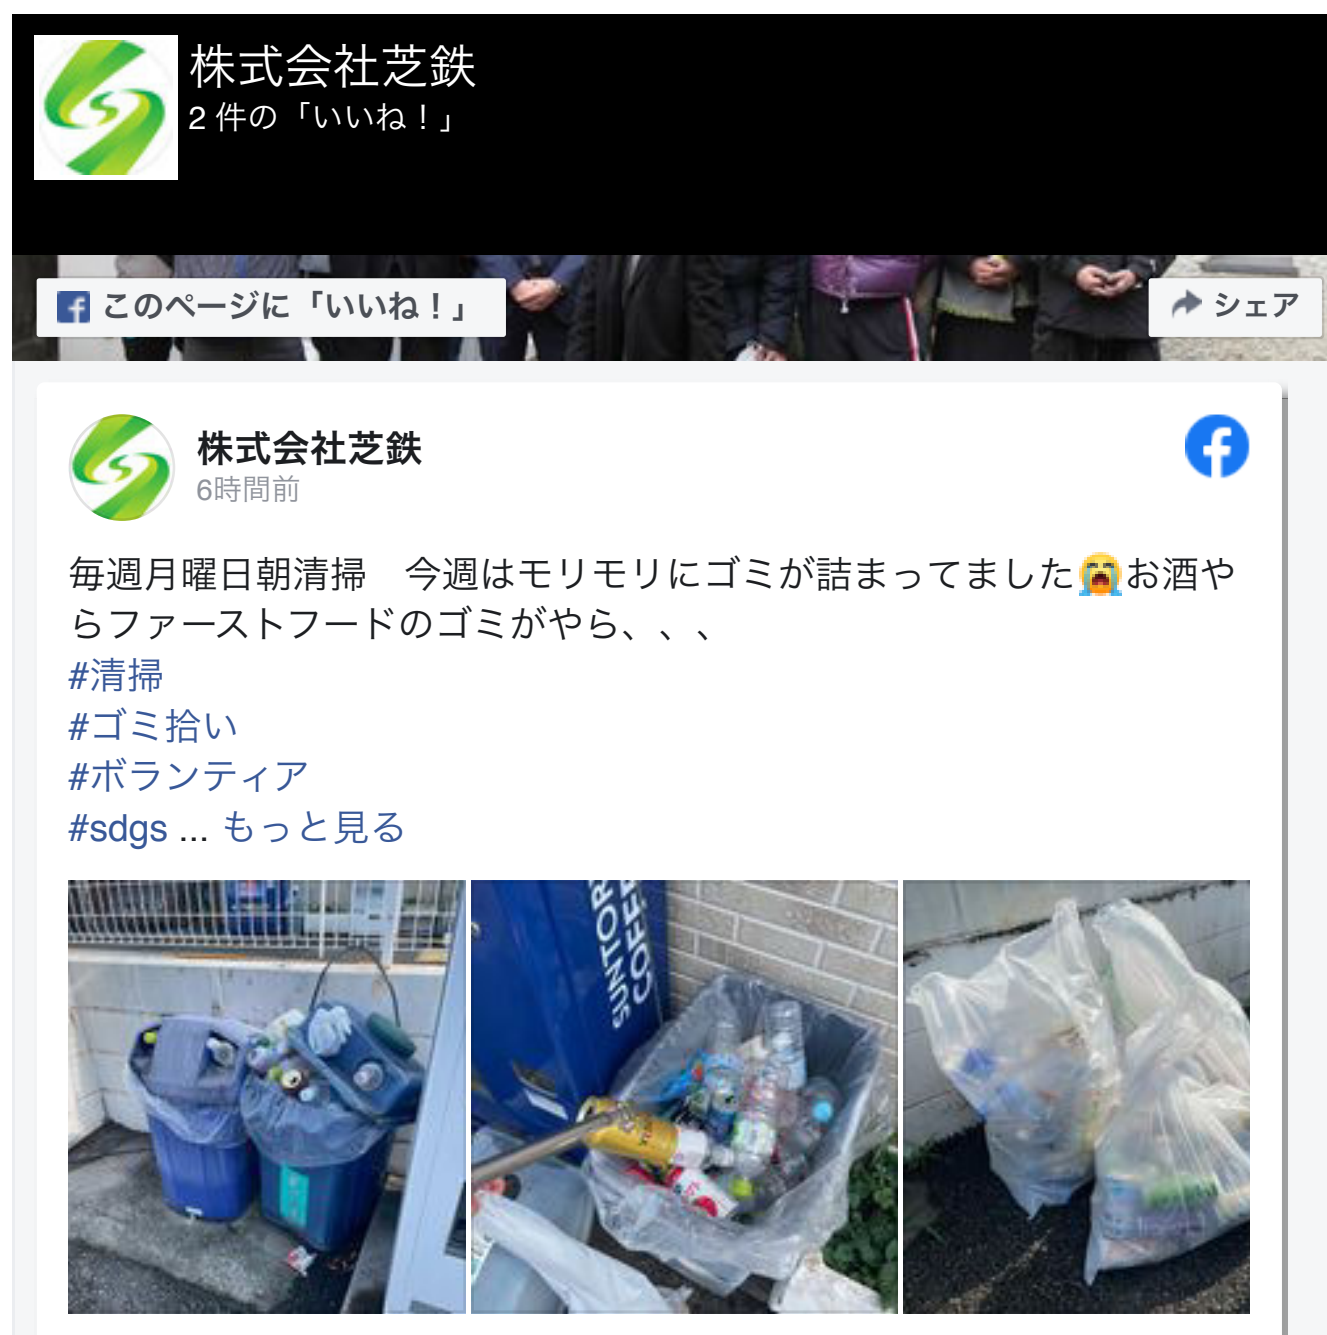 株式会社芝鉄
2 件の「いいね！」
このページに「いいね！」
シェア
株式会社芝鉄
6時間前
毎週月曜日朝清掃　今週はモリモリにゴミが詰まってました😭お酒や
らファーストフードのゴミがやら、、、
#清掃
#ゴミ拾い
#ボランティア
#sdgs ... もっと見る
SUNTOR
COFFE